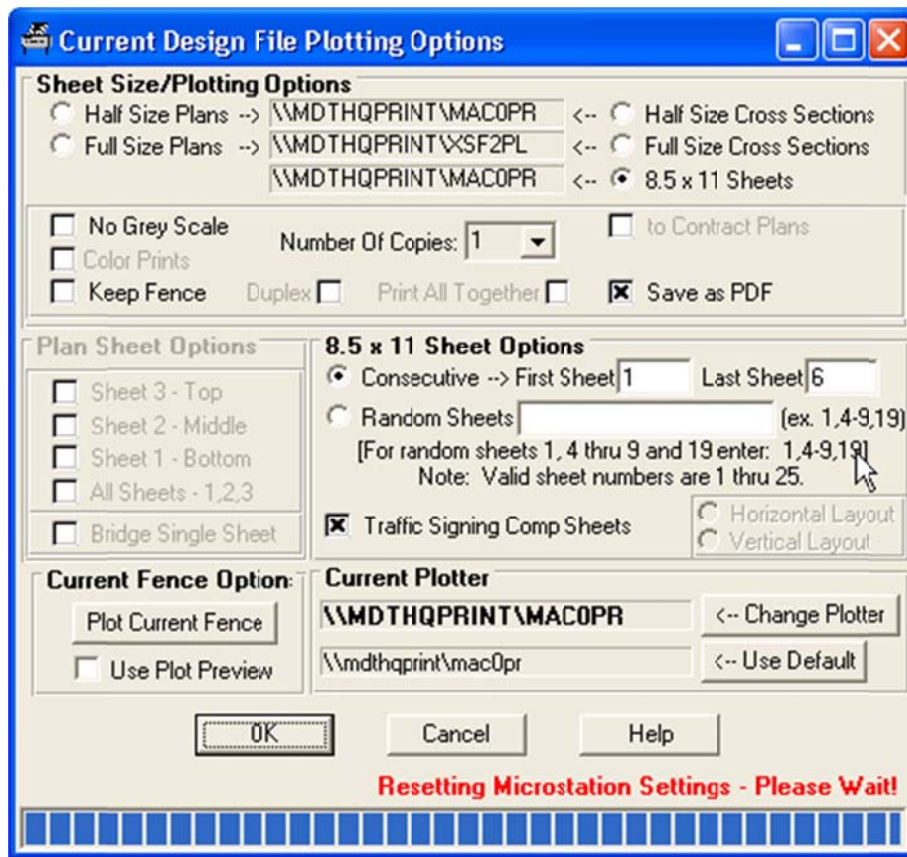 Current Design File Plotting Options
Sheet Size/Plotting Options
Half Size Plans --> \\MDTHQPRINT\MAC0PR <-- Half Size Cross Sections
Full Size Plans --> \\MDTHQPRINT\XSF2PL <-- Full Size Cross Sections
\\MDTHQPRINT\MAC0PR <-- 8.5 x 11 Sheets
No Grey Scale
Number Of Copies: 1
to Contract Plans
Color Prints
Keep Fence Duplex Print All Together Save as PDF
Plan Sheet Options
Sheet 3 - Top
Sheet 2 - Middle
Sheet 1 - Bottom
All Sheets - 1,2,3
Bridge Single Sheet
8.5 x 11 Sheet Options
Consecutive --> First Sheet 1 Last Sheet 6
Random Sheets (ex. 1,4-9,19)
[For random sheets 1, 4 thru 9 and 19 enter: 1,4-9,19]
Note: Valid sheet numbers are 1 thru 25.
Traffic Signing Comp Sheets
Horizontal Layout
Vertical Layout
Current Fence Option:
Plot Current Fence
Use Plot Preview
Current Plotter
\\MDTHQPRINT\MAC0PR <-- Change Plotter
\\mdthqprint\mac0pr <-- Use Default
OK Cancel Help
Resetting Microstation Settings - Please Wait!